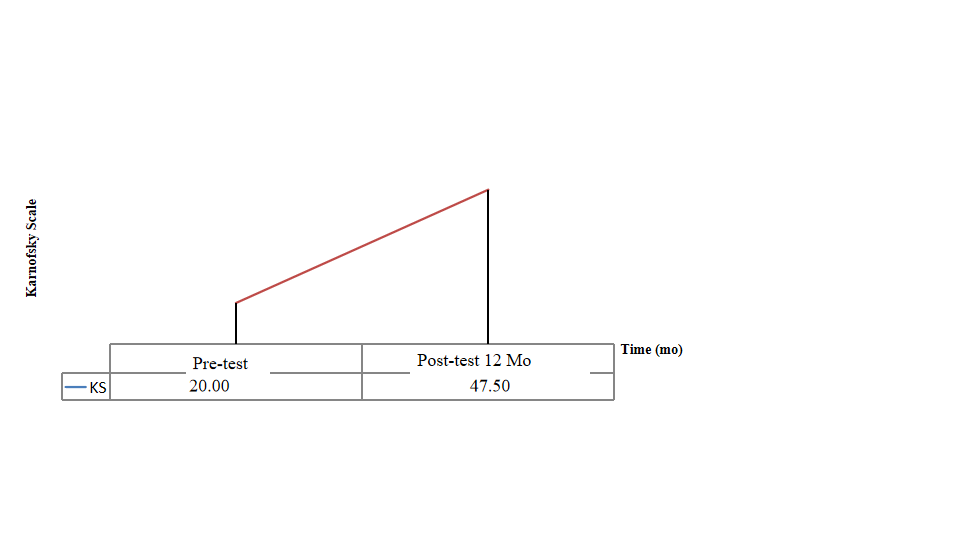 Karnofsky Scale
Time (mo)
Pre-test
Post-test 12 Mo
KS
20.00
47.50